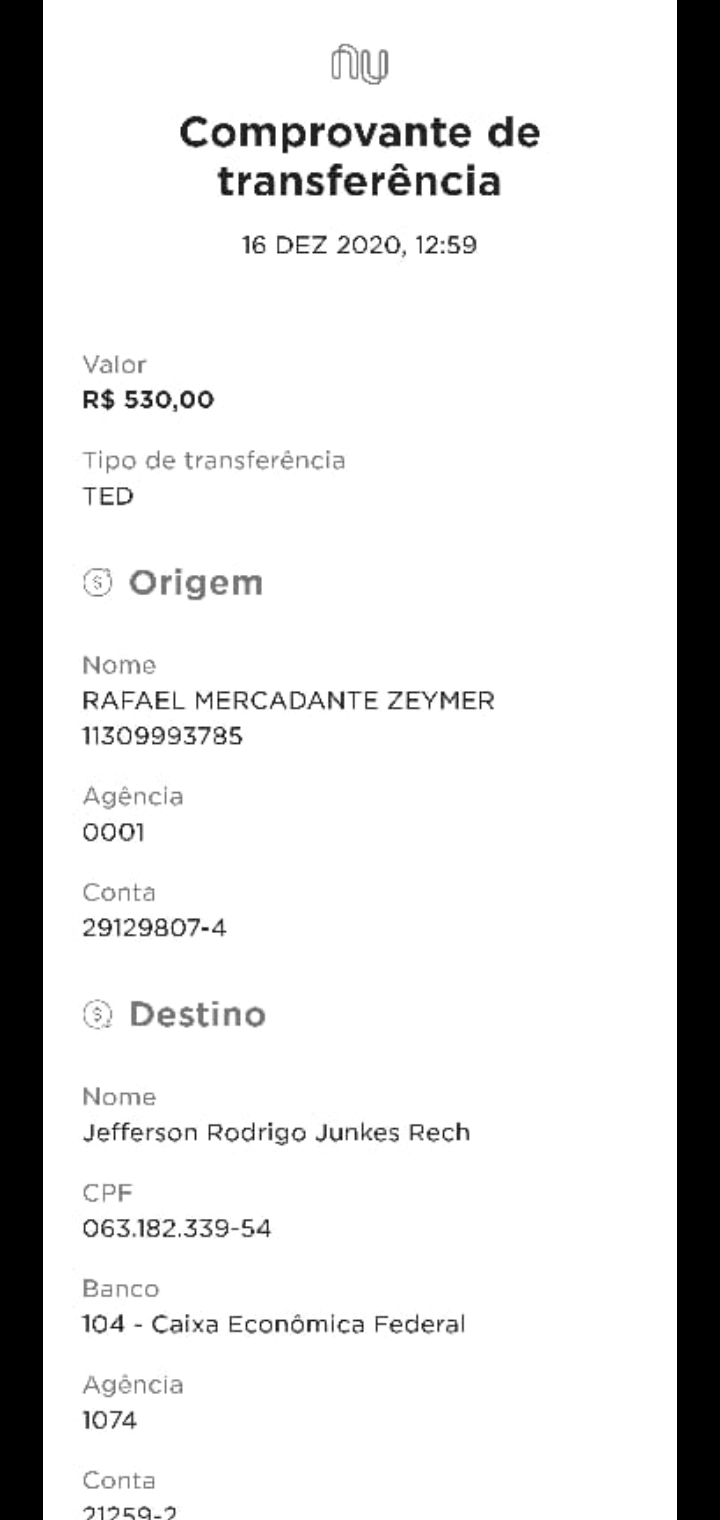 nu
Comprovante de
transferência
16 DEZ 2020, 12:59
Valor
R$ 530,00
Tipo de transferência
TED
Origem
Nome
RAFAEL MERCADANTE ZEYMER
11309993785
Agência
0001
Conta
29129807-4
Destino
Nome
Jefferson Rodrigo Junkes Rech
CPF
063.182.339-54
Banco
104 - Caixa Econômica Federal
Agência
1074
Conta
21259-2